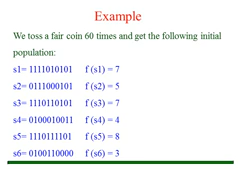 Example
We toss a fair coin 60 times and get the following initial
population:
s1= 1111010101 f (s1) = 7
s2= 0111000101 f (s2) = 5
s3= 1110110101 f (s3) = 7
s4= 0100010011 f (s4) = 4
s5= 1110111101 f (s5) = 8
s6= 0100110000 f (s6) = 3